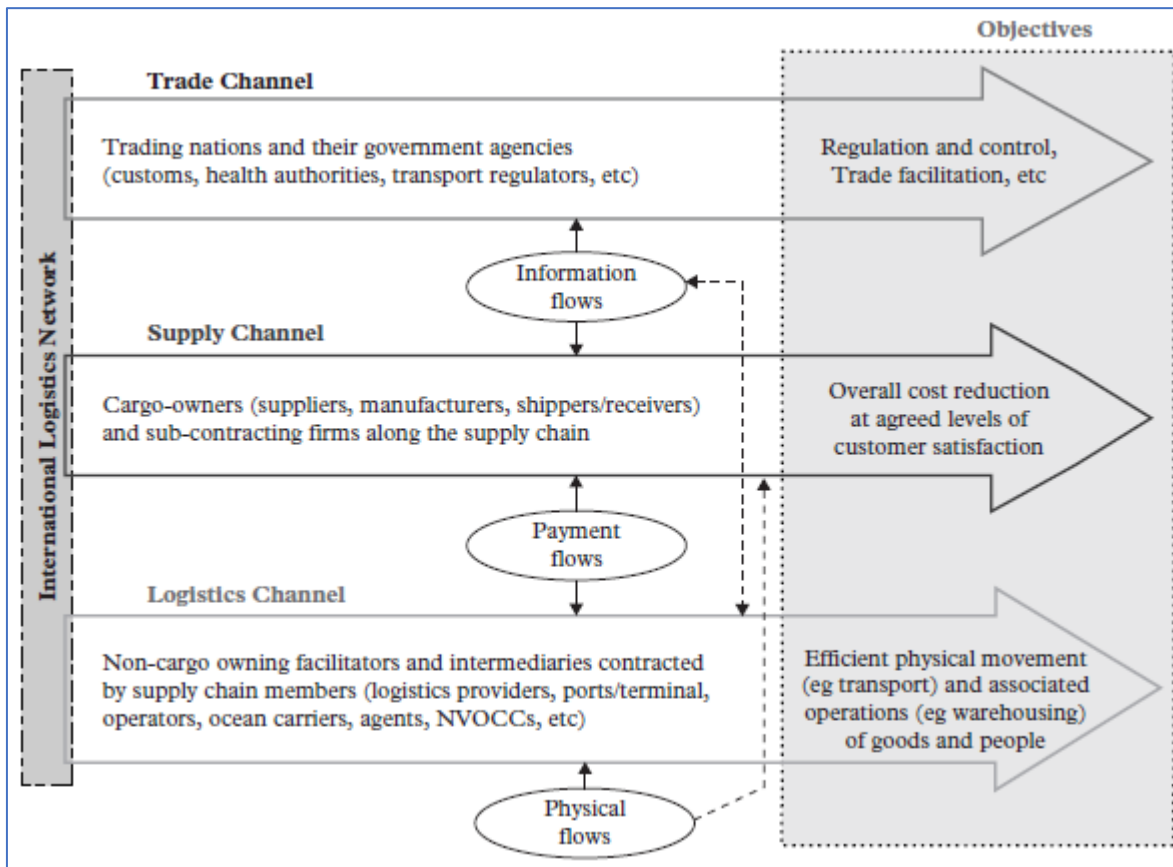 Objectives
International Logistics Network
Trade Channel
Trading nations and their government agencies
(customs, health authorities, transport regulators, etc)
Regulation and control,
Trade facilitation, etc
Information
flows
Supply Channel
Cargo-owners (suppliers, manufacturers, shippers/receivers)
and sub-contracting firms along the supply chain
Overall cost reduction
at agreed levels of
customer satisfaction
Payment
flows
Logistics Channel
Non-cargo owning facilitators and intermediaries contracted
by supply chain members (logistics providers, ports/terminal,
operators, ocean carriers, agents, NVOCCs, etc)
Efficient physical movement
(eg transport) and associated
operations (eg warehousing)
of goods and people
Physical
flows